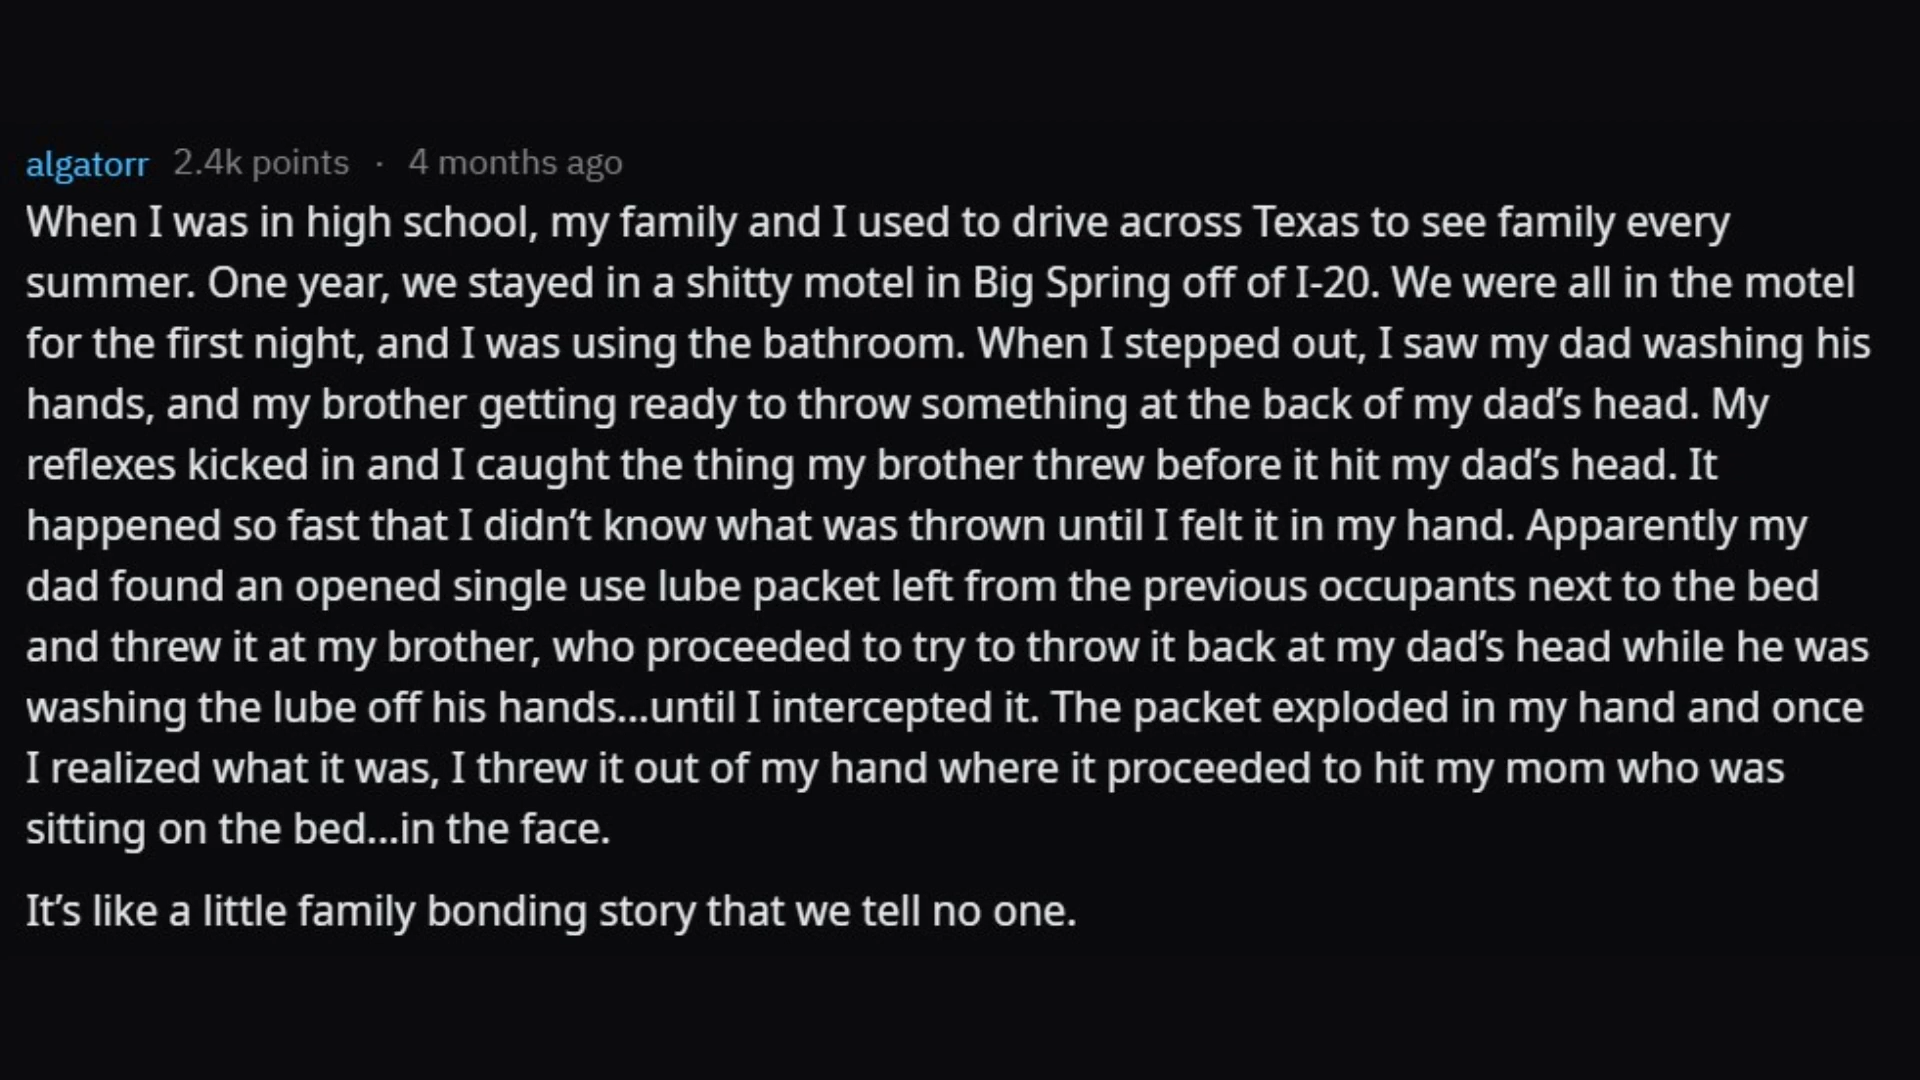 algatorr 2.4k points · 4 months ago
When I was in high school, my family and I used to drive across Texas to see family every
summer. One year, we stayed in a shitty motel in Big Spring off of I-20. We were all in the motel
for the first night, and I was using the bathroom. When I stepped out, I saw my dad washing his
hands, and my brother getting ready to throw something at the back of my dad’s head. My
reflexes kicked in and I caught the thing my brother threw before it hit my dad’s head. It
happened so fast that I didn’t know what was thrown until I felt it in my hand. Apparently my
dad found an opened single use lube packet left from the previous occupants next to the bed
and threw it at my brother, who proceeded to try to throw it back at my dad’s head while he was
washing the lube off his hands...until I intercepted it. The packet exploded in my hand and once
I realized what it was, I threw it out of my hand where it proceeded to hit my mom who was
sitting on the bed...in the face.
It’s like a little family bonding story that we tell no one.